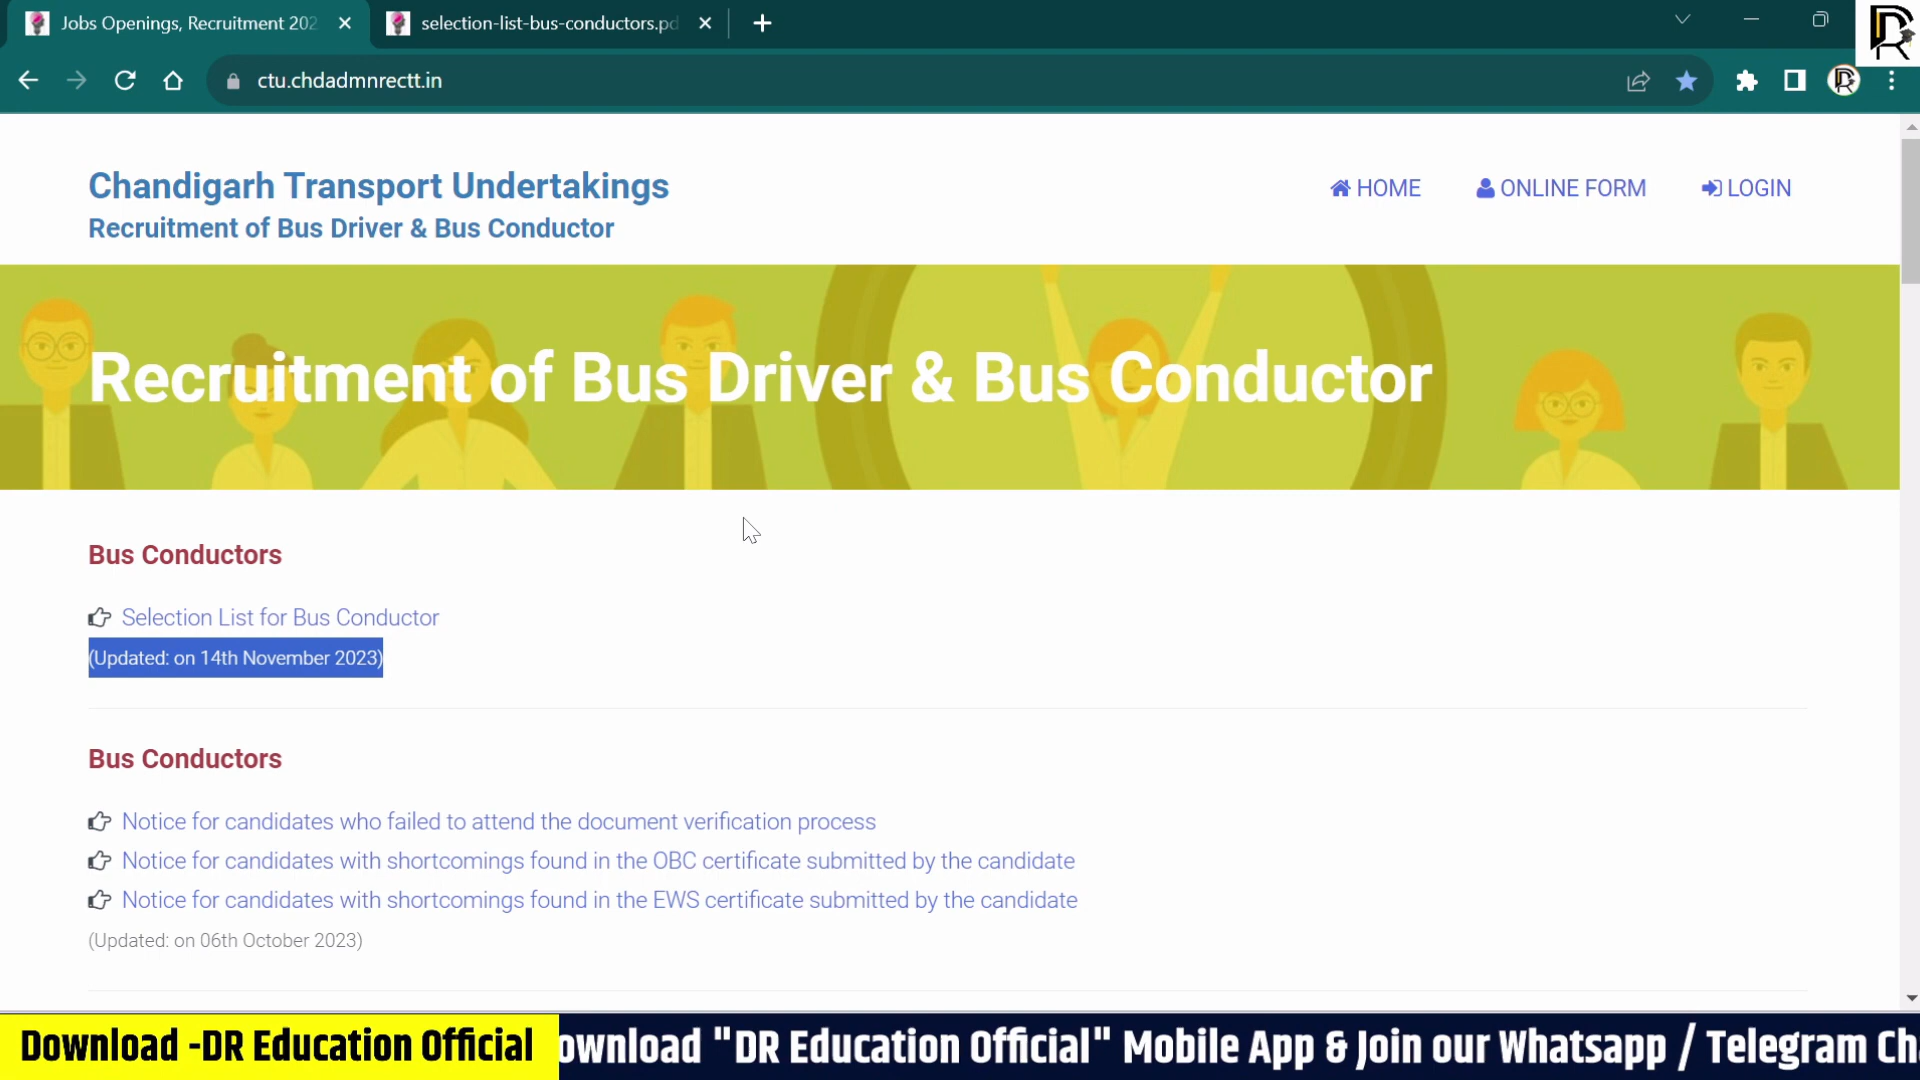 Jobs Openings, Recruitment 202
selection-list-bus-conductors.pd
ctu.chdadmnrectt.in
Chandigarh Transport Undertakings
Recruitment of Bus Driver & Bus Conductor
HOME
ONLINE FORM
LOGIN
Recruitment of Bus Driver & Bus Conductor
Bus Conductors
Selection List for Bus Conductor
(Updated: on 14th November 2023)
Bus Conductors
Notice for candidates who failed to attend the document verification process
Notice for candidates with shortcomings found in the OBC certificate submitted by the candidate
Notice for candidates with shortcomings found in the EWS certificate submitted by the candidate
(Updated: on 06th October 2023)
Download -DR Education Official
ownload "DR Education Official" Mobile App & Join our Whatsapp / Telegram Ch